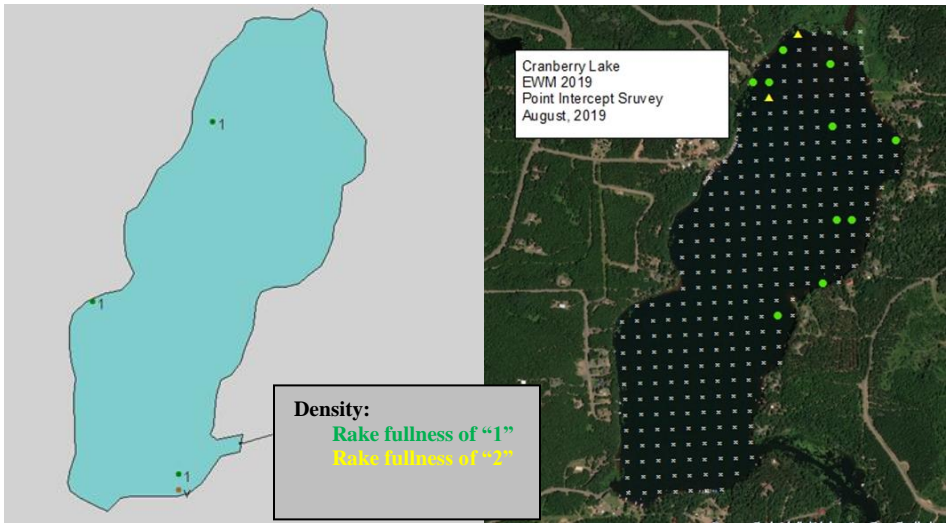 1
1
1
v
Density:
Rake fullness of “1”
Rake fullness of “2”
Cranberry Lake
EWM 2019
Point Intercept Sruvey
August, 2019